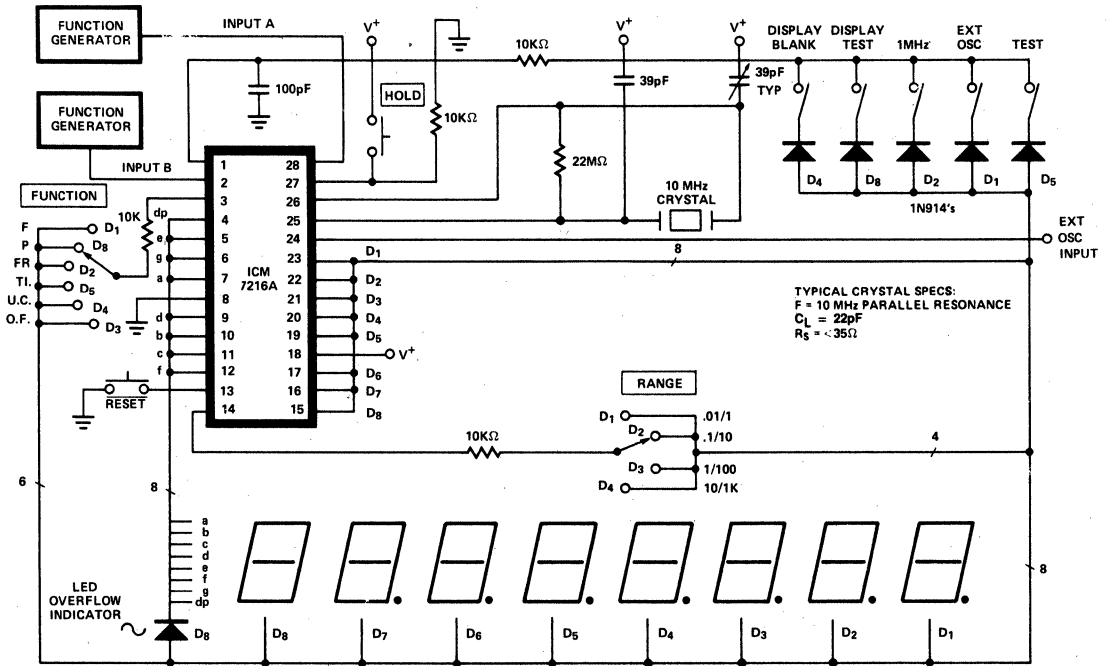 FUNCTION
GENERATOR
INPUT A
FUNCTION
GENERATOR
INPUT B
100pF
V+
HOLD
10KΩ
10KΩ
V+
39pF
V+
39pF
TYP
22MΩ
10 MHz
CRYSTAL
DISPLAY
BLANK
DISPLAY
TEST
1MHz
EXT
OSC
TEST
D4
D8
D2
D1
D5
1N914's
EXT
OSC
INPUT
FUNCTION
F
P
FR
TI.
U.C.
O.F.
D1
D8
D2
D5
D4
D3
10K
dp
e
g
a
d
b
c
f
1
2
3
4
5
6
7
8
9
10
11
12
13
14
ICM
7216A
28
27
26
25
24
23
22
21
20
19
18
17
16
15
D1
D2
D3
D4
D5
V+
D6
D7
D8
8
TYPICAL CRYSTAL SPECS:
F = 10 MHz PARALLEL RESONANCE
CL = 22pF
RS = <35Ω
RESET
RANGE
10KΩ
D1
D2
D3
D4
.01/1
.1/10
1/100
10/1K
4
6
8
8
a
b
c
d
e
f
g
dp
LED
OVERFLOW
INDICATOR
D8
D8
D7
D6
D5
D4
D3
D2
D1